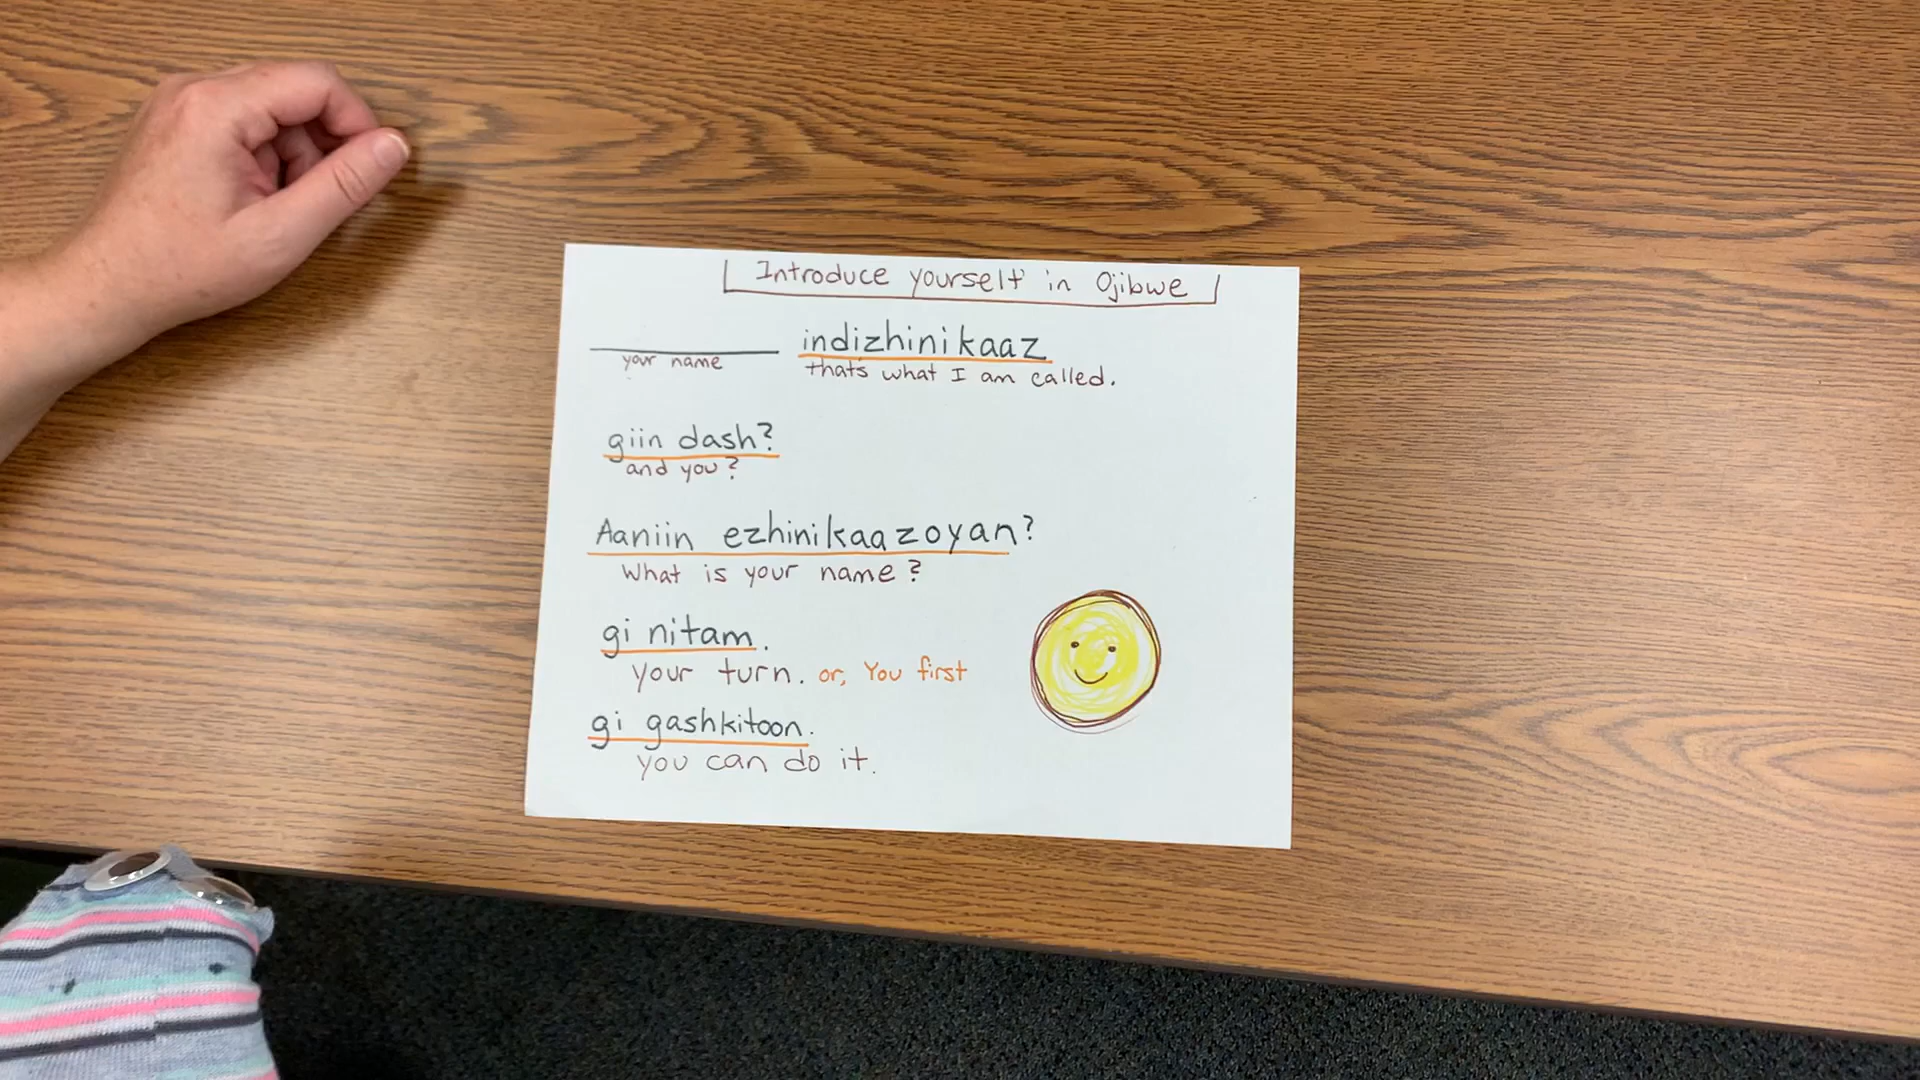 Introduce yourself in Ojibwe
indizhinikaaz
your name thats what I am called.
giin dash?
and you?
Aaniin ezhinikaazoyan?
What is your name?
gi nitam.
your turn. or, You first
gi gashkitoon.
you can do it.